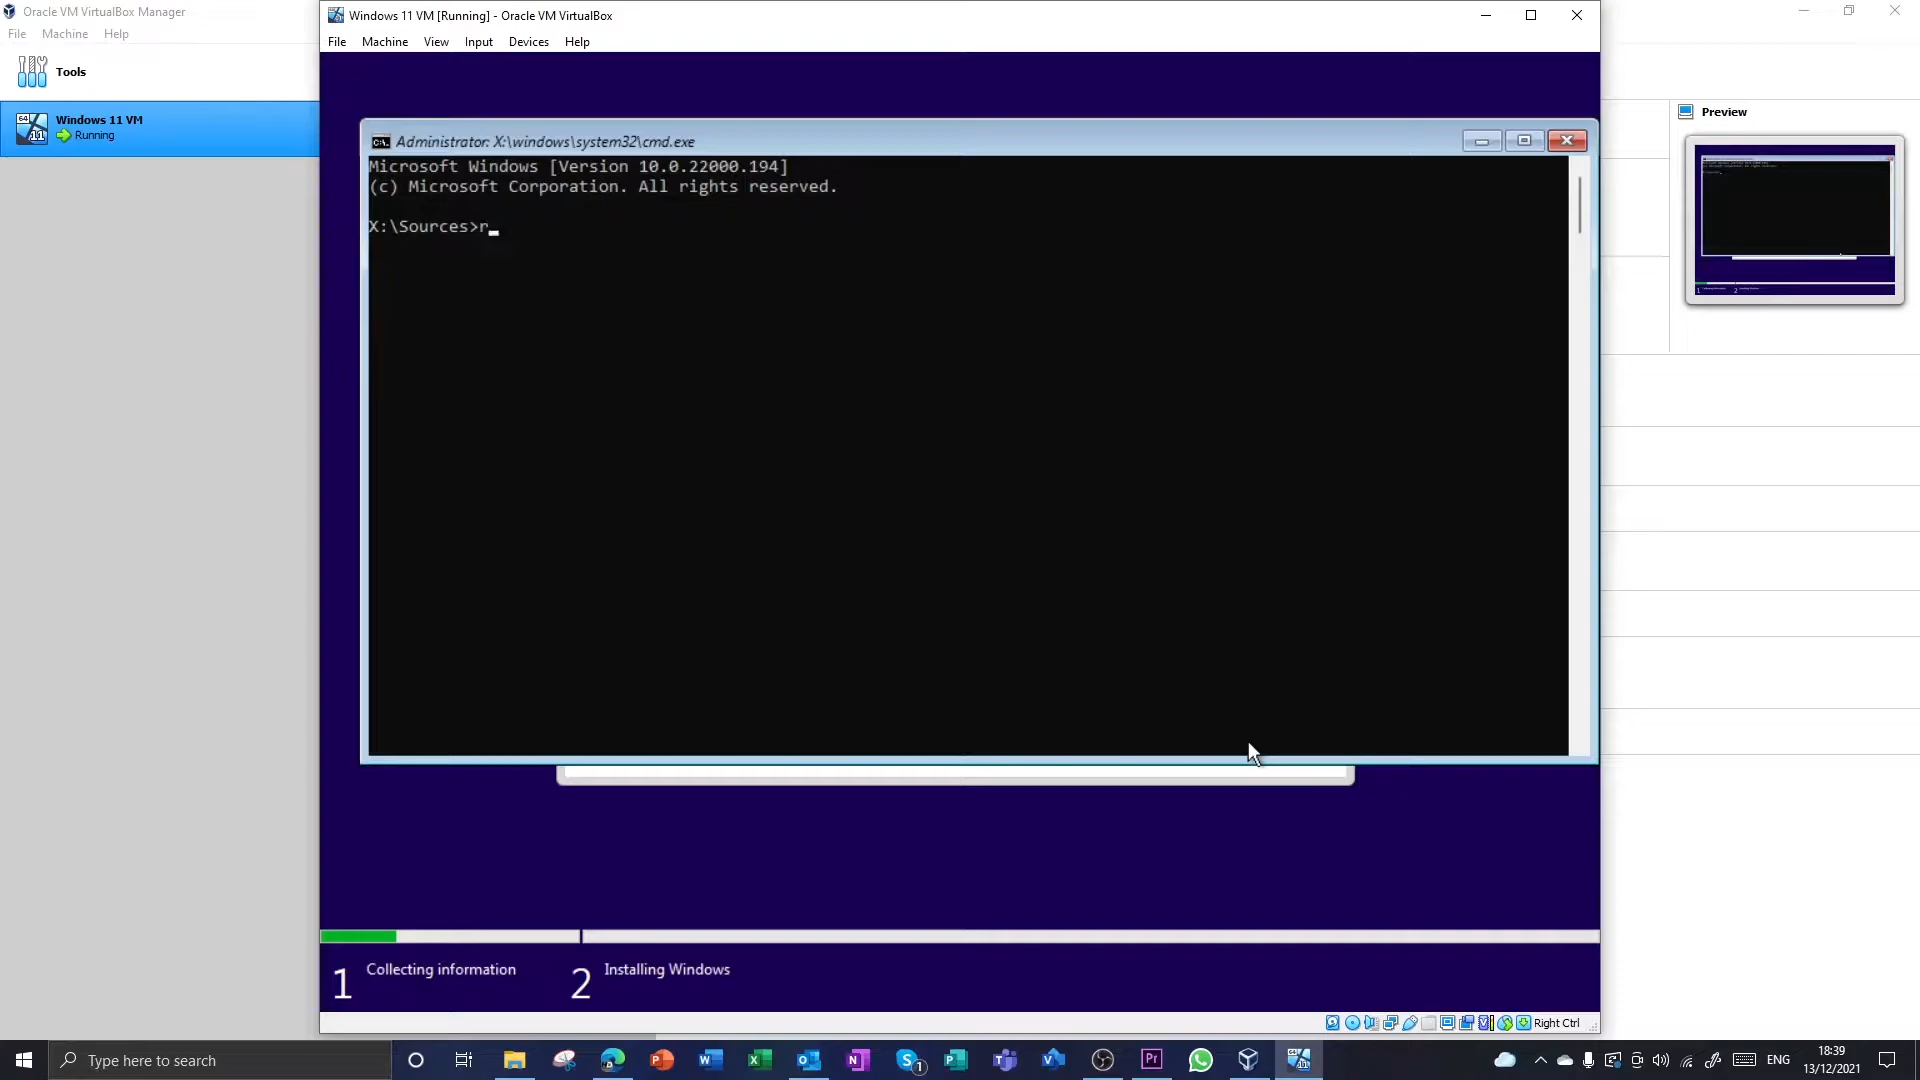 Oracle VM VirtualBox Manager
File Machine Help
Tools
64
11
Windows 11 VM
Running
Windows 11 VM [Running] - Oracle VM VirtualBox
File Machine View Input Devices Help
Administrator: X:\windows\system32\cmd.exe
Microsoft Windows [Version 10.0.22000.194]
(c) Microsoft Corporation. All rights reserved.
X:\Sources>r_
Preview
1 Collecting information
2 Installing Windows
Right Ctrl
Type here to search
ENG
18:39
13/12/2021